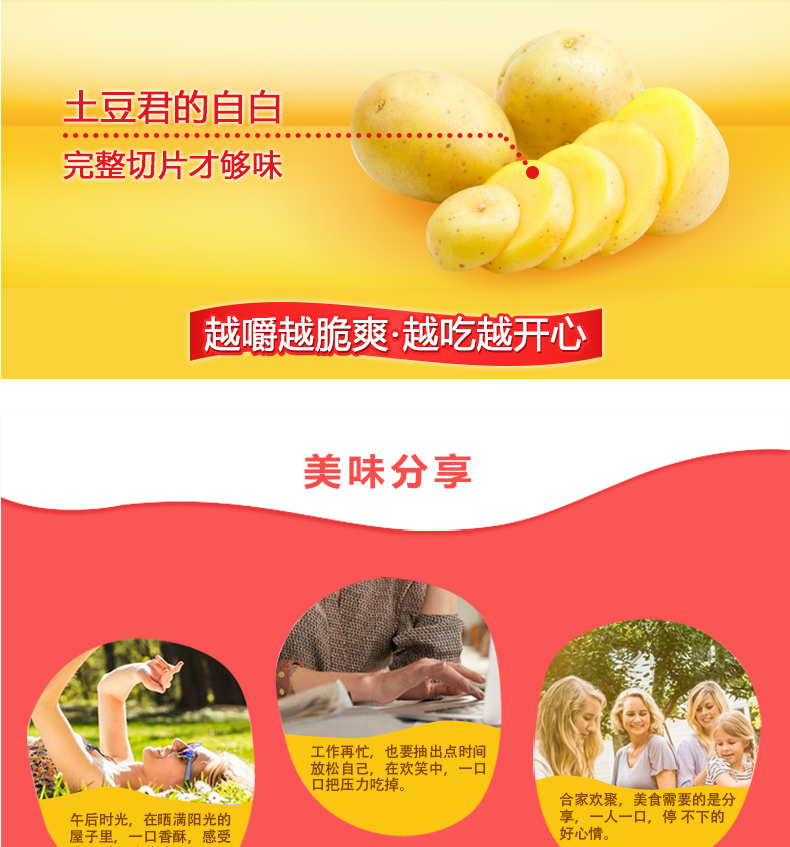 土豆君的自白
完整切片才够味
越嚼越脆爽·越吃越开心
美味分享
工作再忙，也要抽出点时间
放松自己，在欢笑中，一口
口把压力吃掉。
合家欢聚，美食需要的是分
享，一人一口，停 不下的
好心情。
午后时光，在晒满阳光的
屋子里，一口香酥，感受